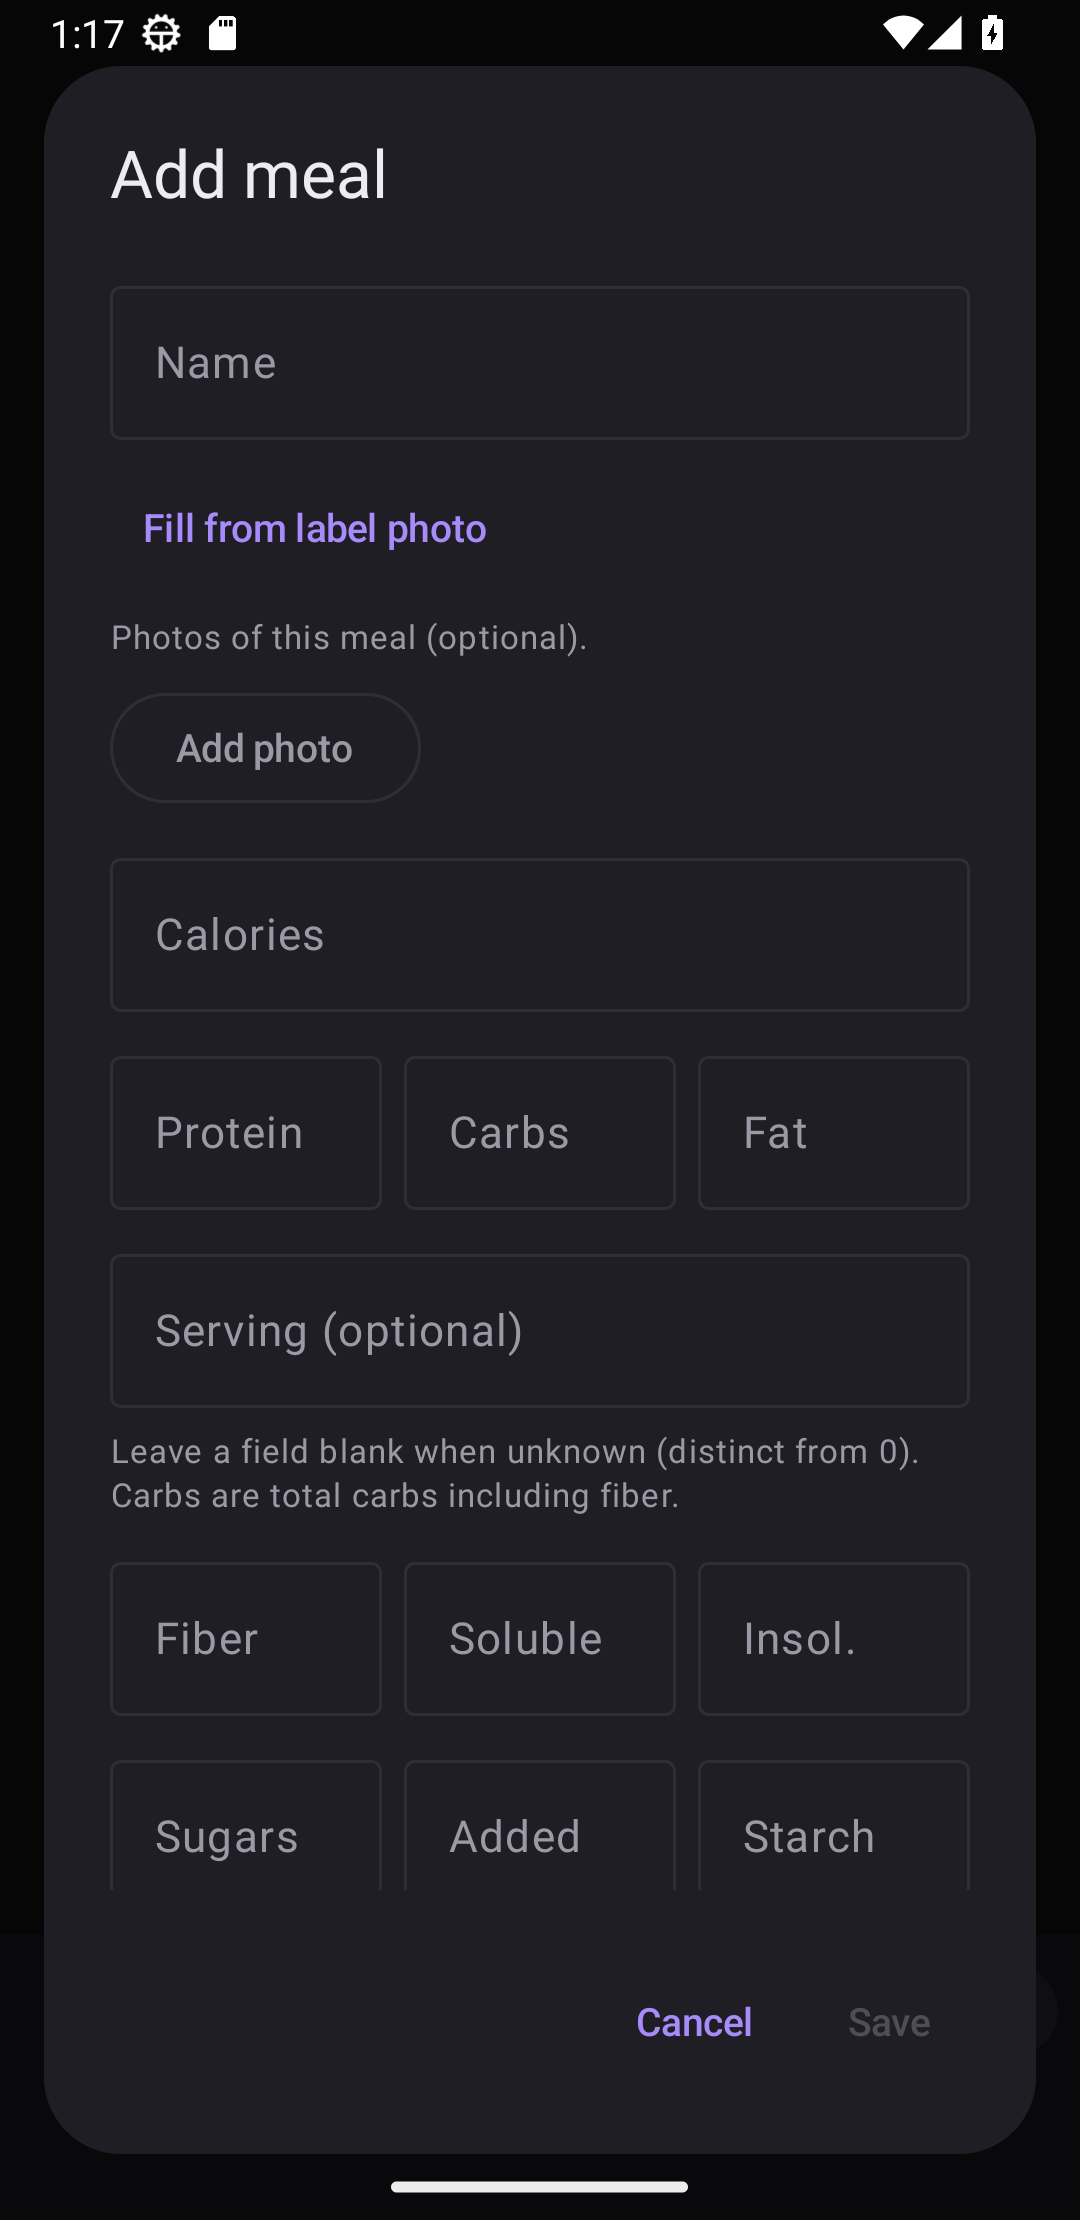 1:17
Add meal
Name
Fill from label photo
Photos of this meal (optional).
Add photo
Calories
Protein Carbs Fat
Serving (optional)
Leave a field blank when unknown (distinct from 0).
Carbs are total carbs including fiber.
Fiber Soluble Insol.
Sugars Added Starch
Cancel Save